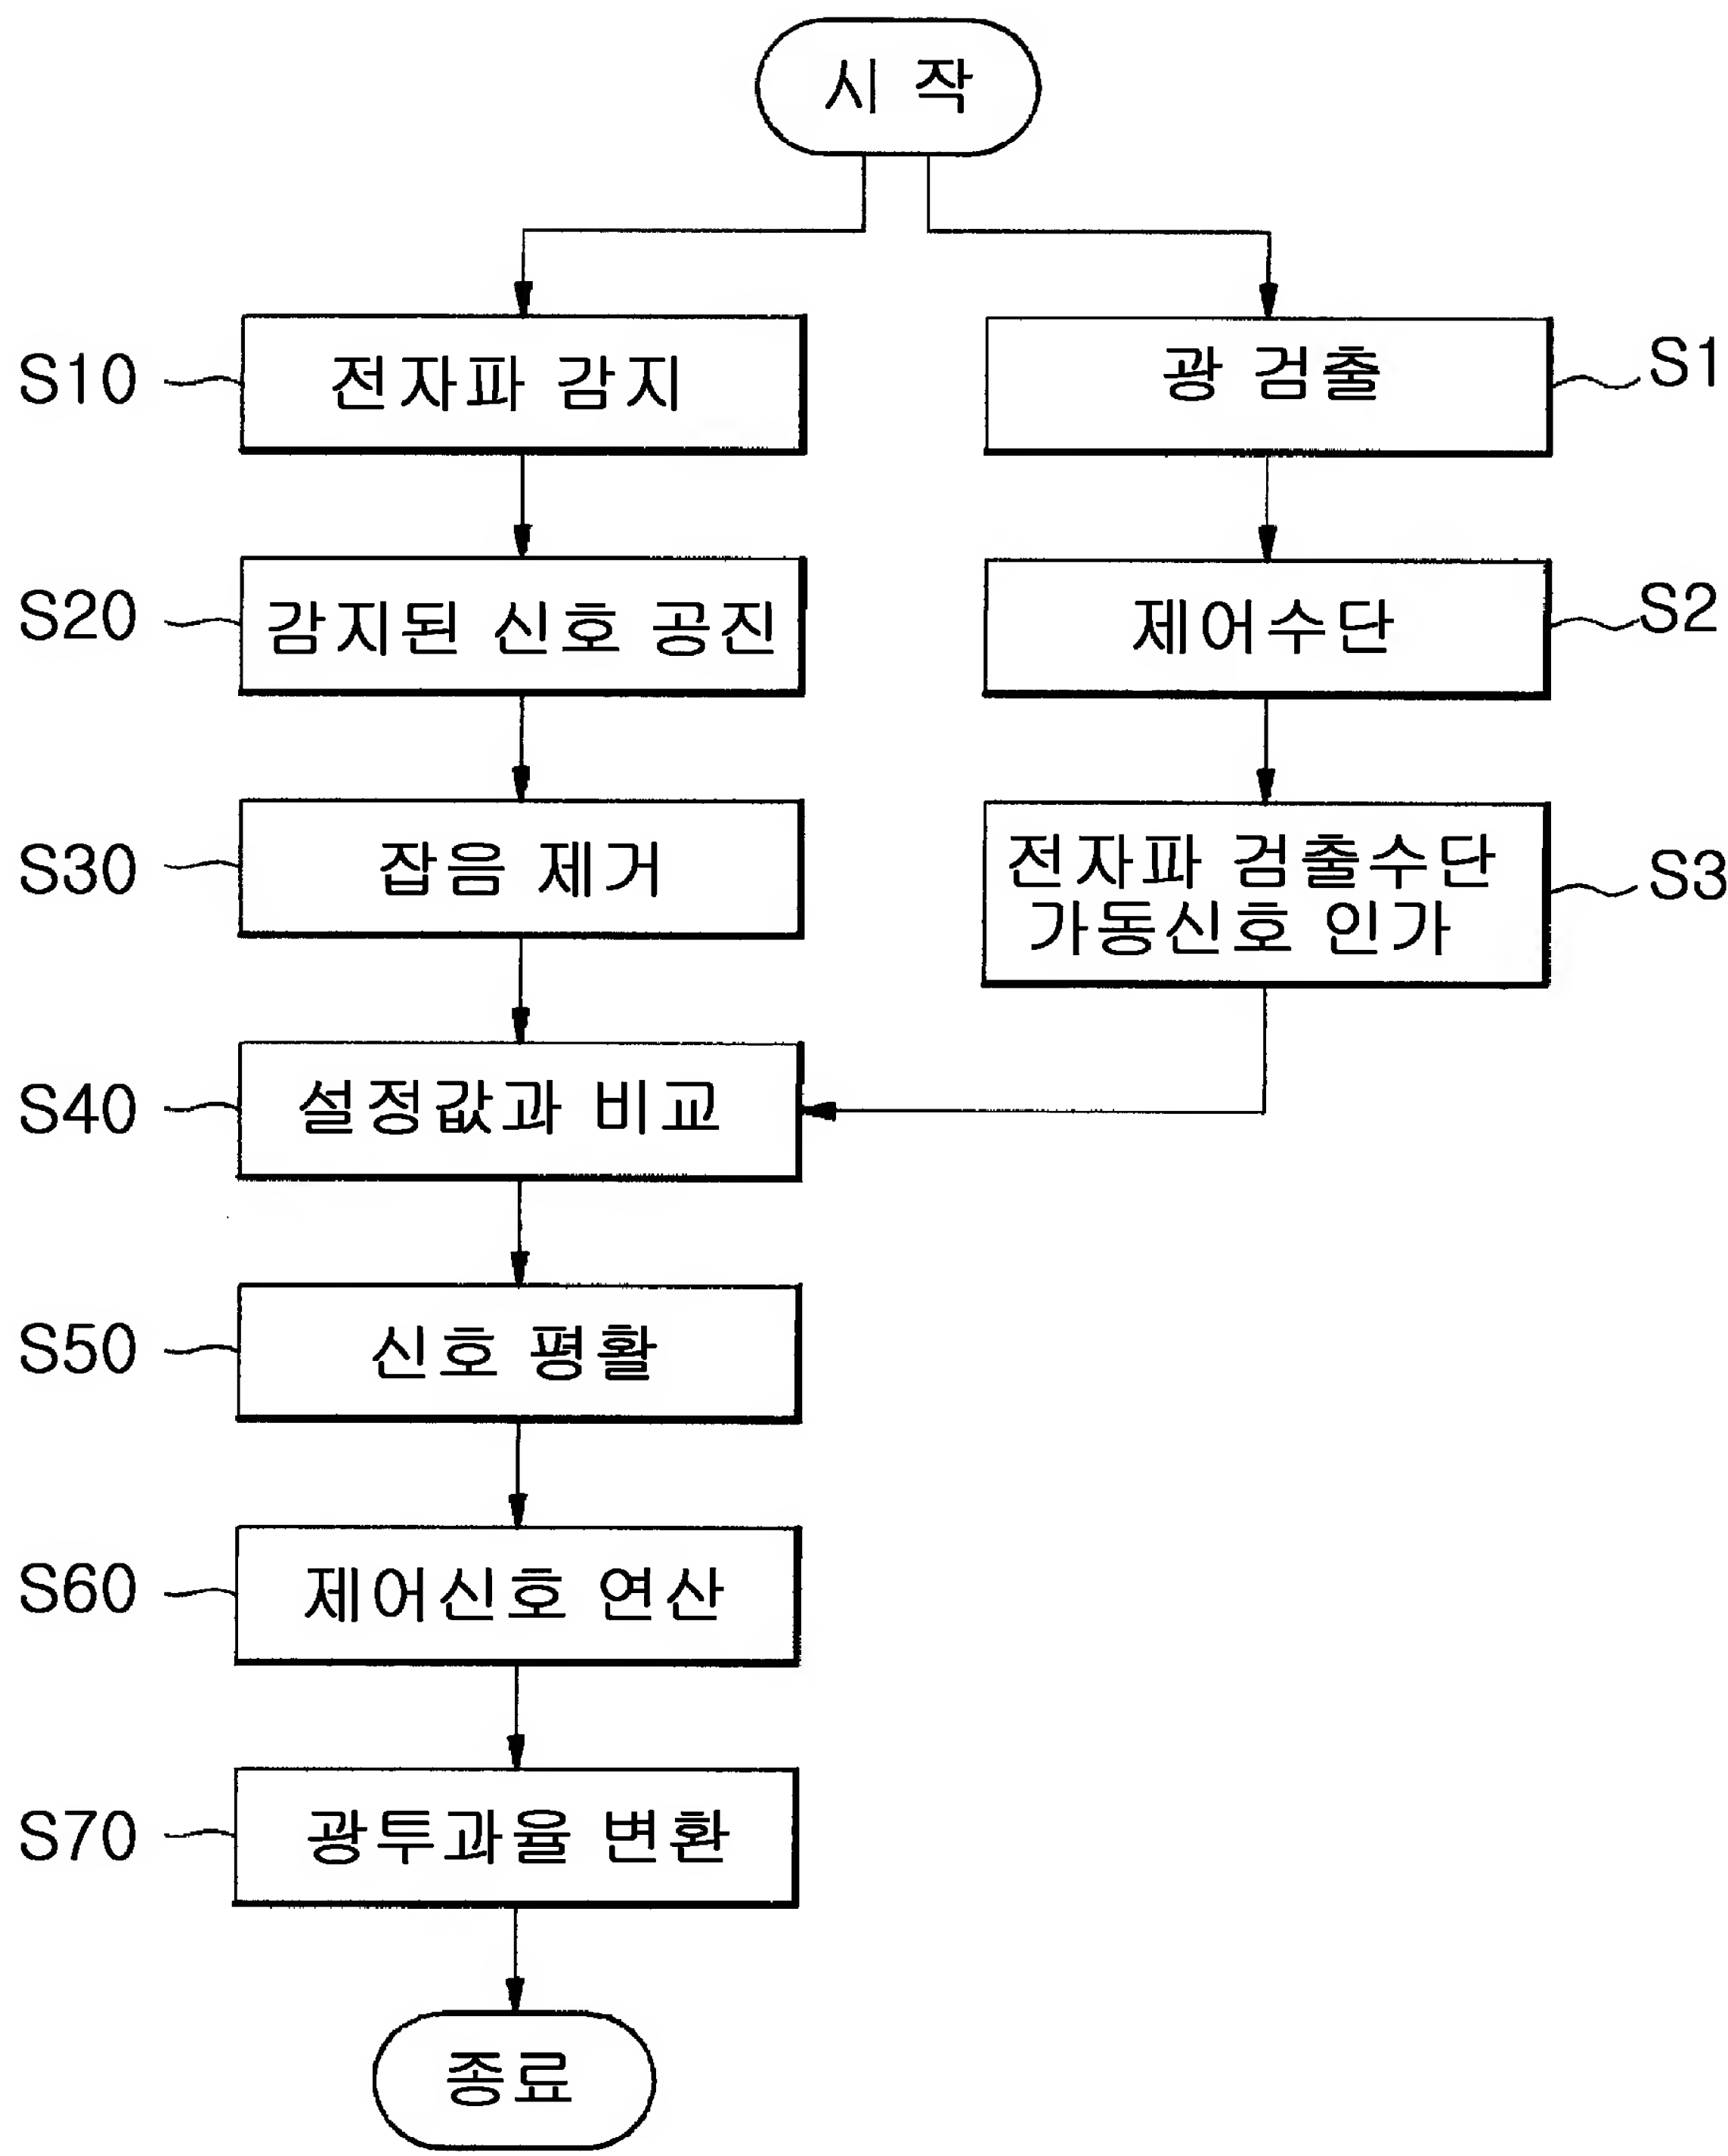 시 작
S10
전자파 감지
광 검출
S1
S20
감지된 신호 공진
제어수단
S2
S30
잡음 제거
전자파 검출수단
가동신호 인가
S3
S40
설정값과 비교
S50
신호 평활
S60
제어신호 연산
S70
광투과율 변환
종료